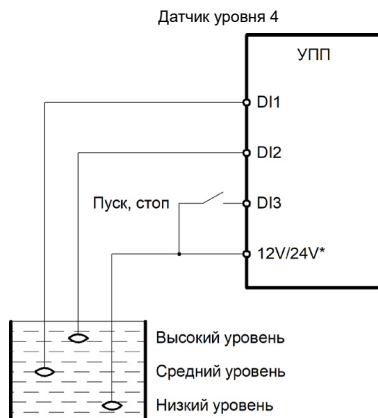 Датчик уровня 4
УПП
DI1
DI2
Пуск, стоп
DI3
12V/24V*
Высокий уровень
Средний уровень
Низкий уровень